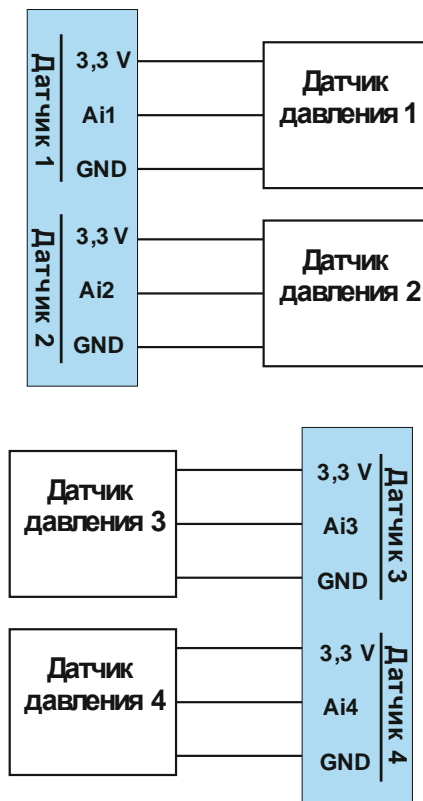 Датчик 1
3,3 V
Ai1
GND
Датчик
давления 1
Датчик 2
3,3 V
Ai2
GND
Датчик
давления 2
Датчик
давления 3
3,3 V
Ai3
GND
Датчик 3
Датчик
давления 4
3,3 V
Ai4
GND
Датчик 4